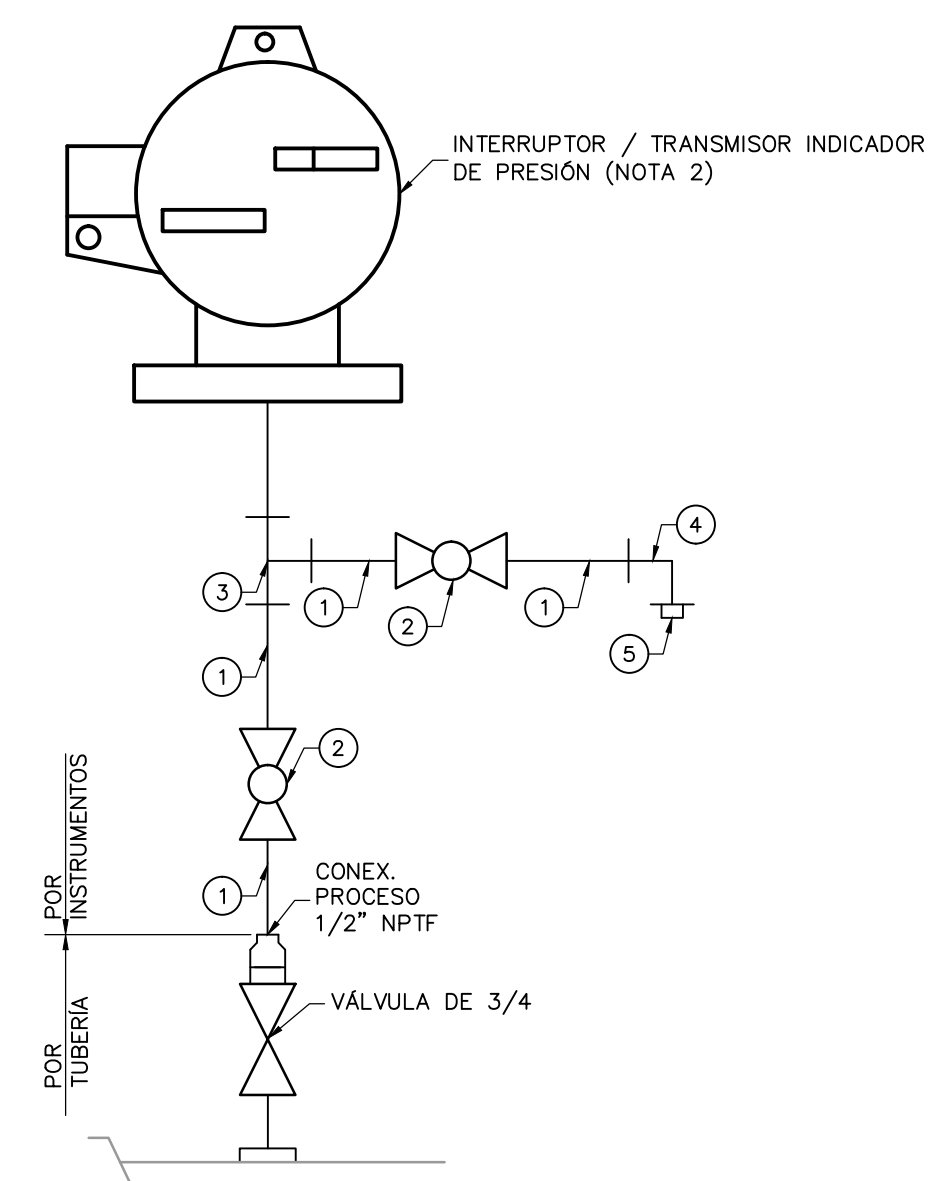 INTERRUPTOR / TRANSMISOR INDICADOR
DE PRESIÓN (NOTA 2)
4
3
1
2
1
5
1
2
POR
INSTRUMENTOS
1
CONEX.
PROCESO
1/2" NPTF
VÁLVULA DE 3/4
POR
TUBERÍA